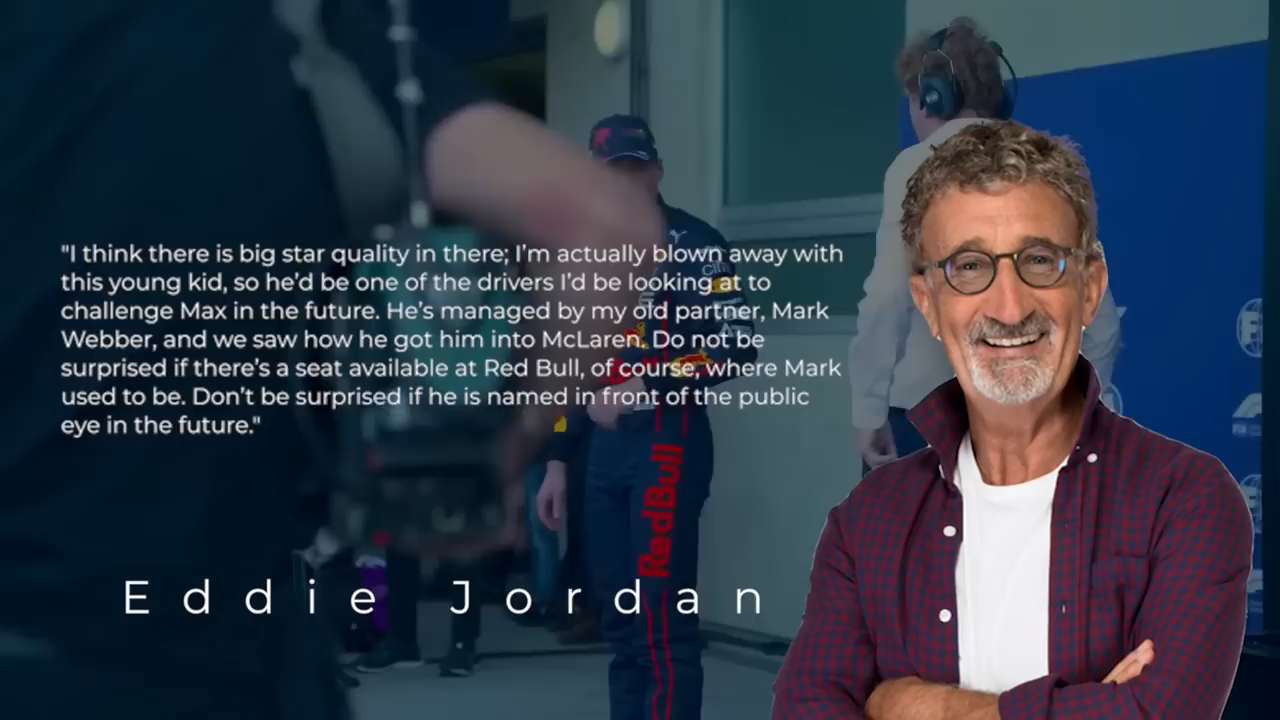 "I think there is big star quality in there; I’m actually blown away with
this young kid, so he’d be one of the drivers I’d be looking at to
challenge Max in the future. He’s managed by my old partner, Mark
Webber, and we saw how he got him into McLaren. Do not be
surprised if there’s a seat available at Red Bull, of course, where Mark
used to be. Don’t be surprised if he is named in front of the public
eye in the future."
RedBull
Eddie Jordan